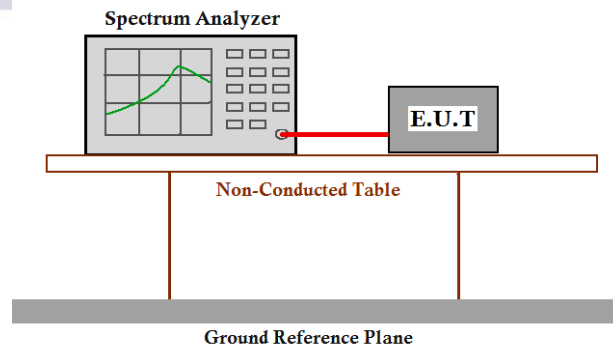 Spectrum Analyzer
E.U.T
Non-Conducted Table
Ground Reference Plane